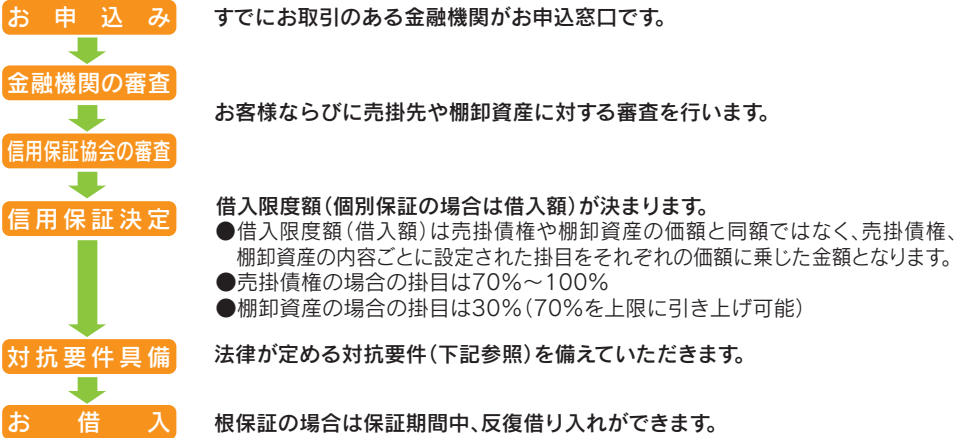 お申込み
すでにお取引のある金融機関がお申込窓口です。
金融機関の審査
お客様ならびに売掛先や棚卸資産に対する審査を行います。
信用保証協会の審査
信用保証決定
借入限度額(個別保証の場合は借入額)が決まります。
●借入限度額(借入額)は売掛債権や棚卸資産の価額と同額ではなく、売掛債権、
棚卸資産の内容ごとに設定された掛目をそれぞれの価額に乗じた金額となります。
●売掛債権の場合の掛目は70%～100%
●棚卸資産の場合の掛目は30%(70%を上限に引き上げ可能)
対抗要件具備
法律が定める対抗要件(下記参照)を備えていただきます。
お借入
根保証の場合は保証期間中、反復借り入れができます。